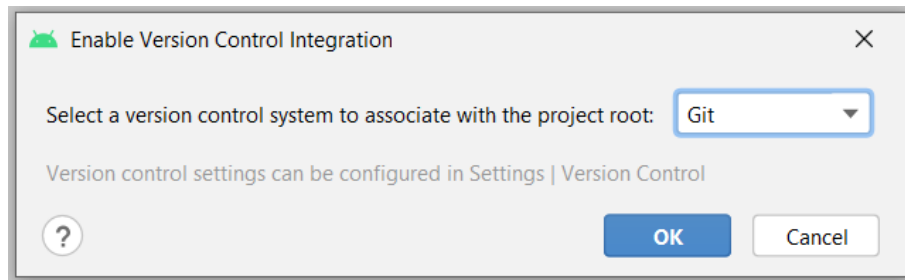 Enable Version Control Integration
Select a version control system to associate with the project root: Git
Version control settings can be configured in Settings | Version Control
? OK Cancel